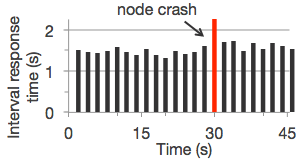 node crash
Interval response
time (s)
2
1
0
0 15 30 45
Time (s)